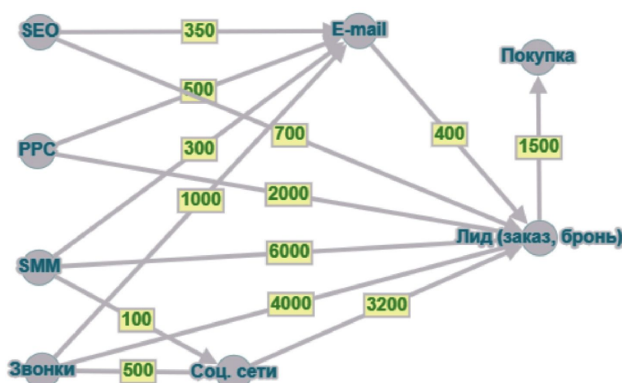 SEO
350
E-mail
Покупка
500
PPC
300
700
400
1500
1000
2000
Лид (заказ, бронь)
SMM
6000
4000
3200
100
Звонки
500
Соц. сети